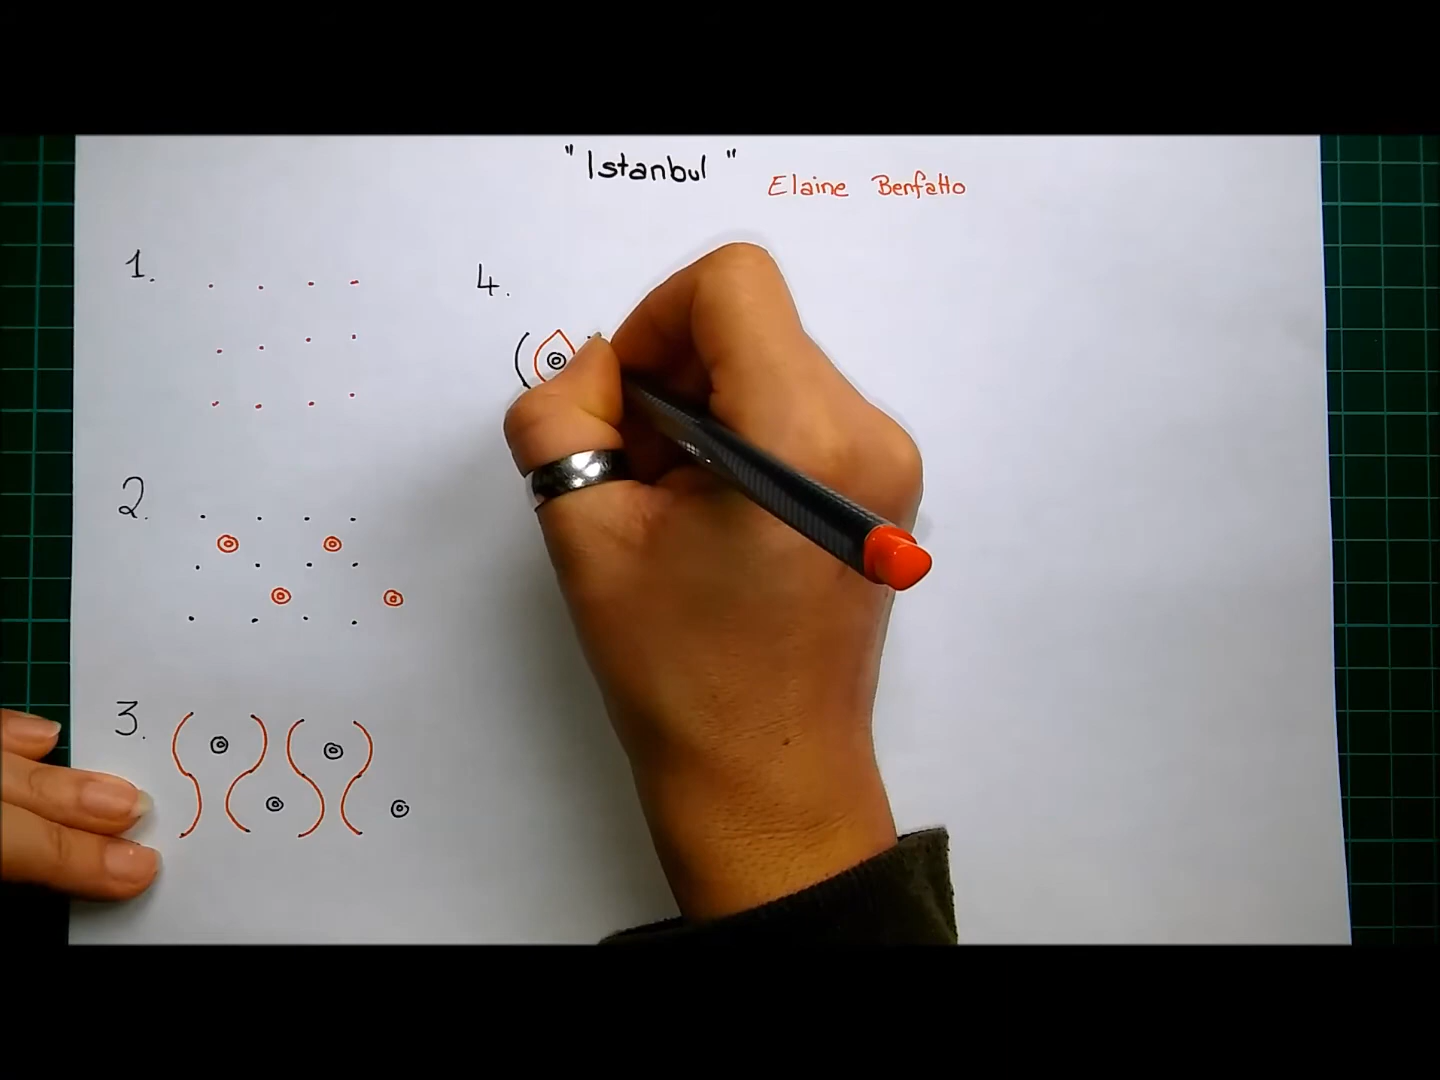 "Istanbul"
Elaine Benfatto
1.
4.
2.
3.